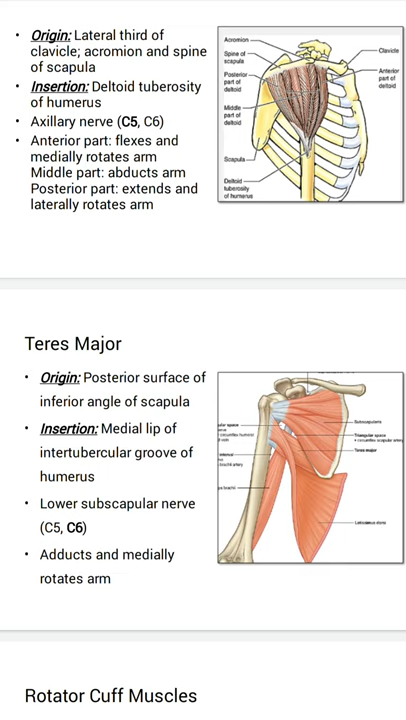 • Origin: Lateral third of
clavicle; acromion and spine
of scapula
• Insertion: Deltoid tuberosity
of humerus
• Axillary nerve (C5, C6)
• Anterior part: flexes and
medially rotates arm
Middle part: abducts arm
Posterior part: extends and
laterally rotates arm
Acromion
Spine of
scapula
Posterior
part of
deltoid
Middle
part of
deltoid
Scapula
Deltoid
tuberosity
of humerus
Clavicle
Anterior
part of
deltoid
Teres Major
• Origin: Posterior surface of
inferior angle of scapula
• Insertion: Medial lip of
intertubercular groove of
humerus
• Lower subscapular nerve
(C5, C6)
• Adducts and medially
rotates arm
Subscapularis
Triangular space
Teres major
Latissimus dorsi
Rotator Cuff Muscles